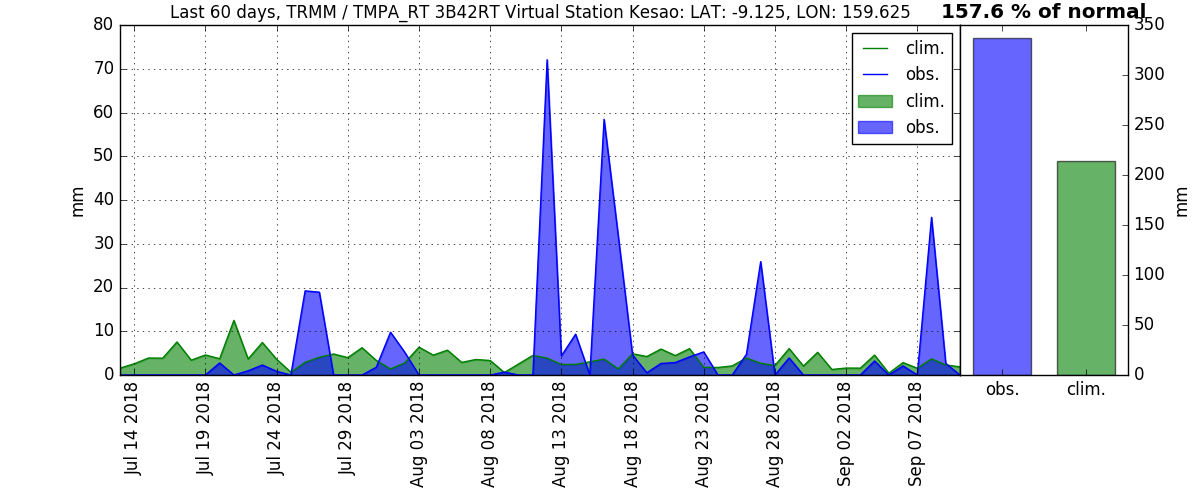 Last 60 days, TRMM / TMPA_RT 3B42RT Virtual Station Kesao: LAT: -9.125, LON: 159.625
157.6 % of normal
80
70
60
50
40
30
20
10
0
mm
clim.
obs.
clim.
obs.
350
300
250
200
150
100
50
0
mm
obs.
clim.
Jul 14 2018
Jul 19 2018
Jul 24 2018
Jul 29 2018
Aug 03 2018
Aug 08 2018
Aug 13 2018
Aug 18 2018
Aug 23 2018
Aug 28 2018
Sep 02 2018
Sep 07 2018